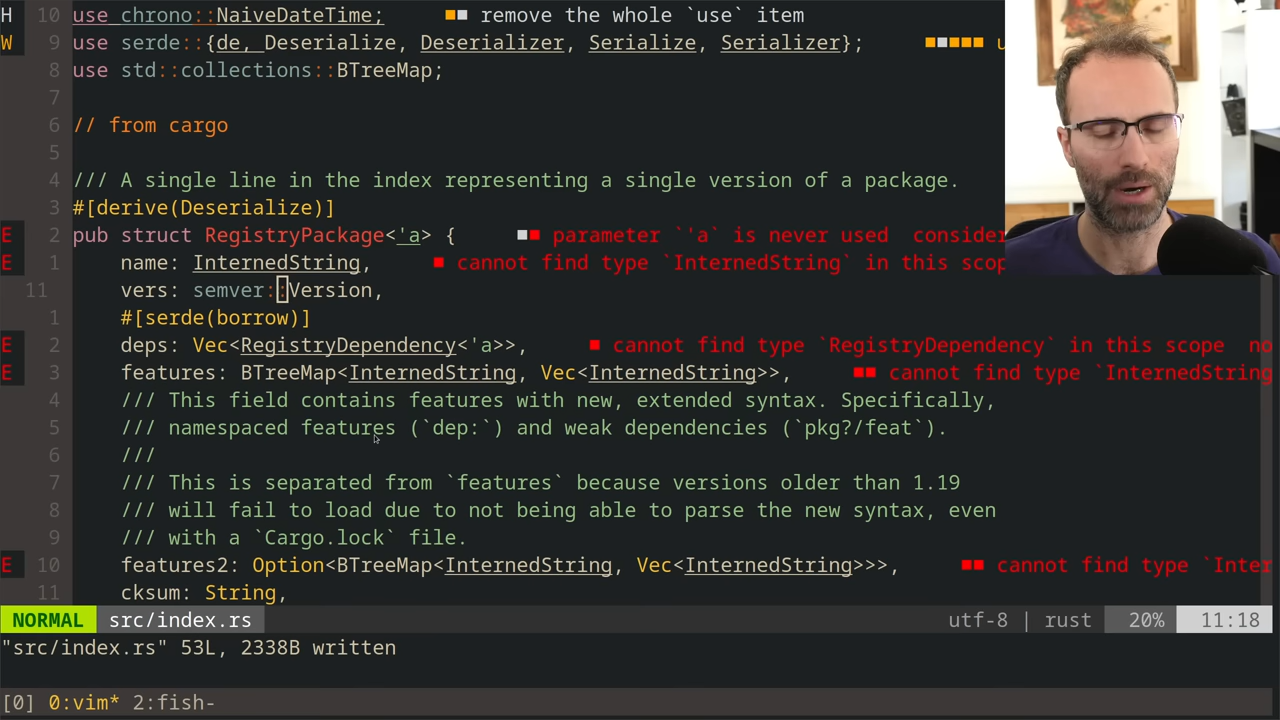 H 10 use chrono::NaiveDateTime; ■■ remove the whole `use` item
W 9 use serde::{de, Deserialize, Deserializer, Serialize, Serializer}; ■■■■■ u
8 use std::collections::BTreeMap;
7
6 // from cargo
5
4 /// A single line in the index representing a single version of a package.
3 #[derive(Deserialize)]
E 2 pub struct RegistryPackage<'a> { ■■ parameter `'a` is never used consider
E 1 name: InternedString, ■ cannot find type `InternedString` in this scop
11 vers: semver::Version,
1 #[serde(borrow)]
E 2 deps: Vec<RegistryDependency<'a>>, ■ cannot find type `RegistryDependency` in this scope no
E 3 features: BTreeMap<InternedString, Vec<InternedString>>, ■■ cannot find type `InternedString
4 /// This field contains features with new, extended syntax. Specifically,
5 /// namespaced features (`dep:`) and weak dependencies (`pkg?/feat`).
6 ///
7 /// This is separated from `features` because versions older than 1.19
8 /// will fail to load due to not being able to parse the new syntax, even
9 /// with a `Cargo.lock` file.
E 10 features2: Option<BTreeMap<InternedString, Vec<InternedString>>>, ■■ cannot find type `Inter
11 cksum: String,
NORMAL src/index.rs utf-8 | rust 20% 11:18
"src/index.rs" 53L, 2338B written
[0] 0:vim* 2:fish-